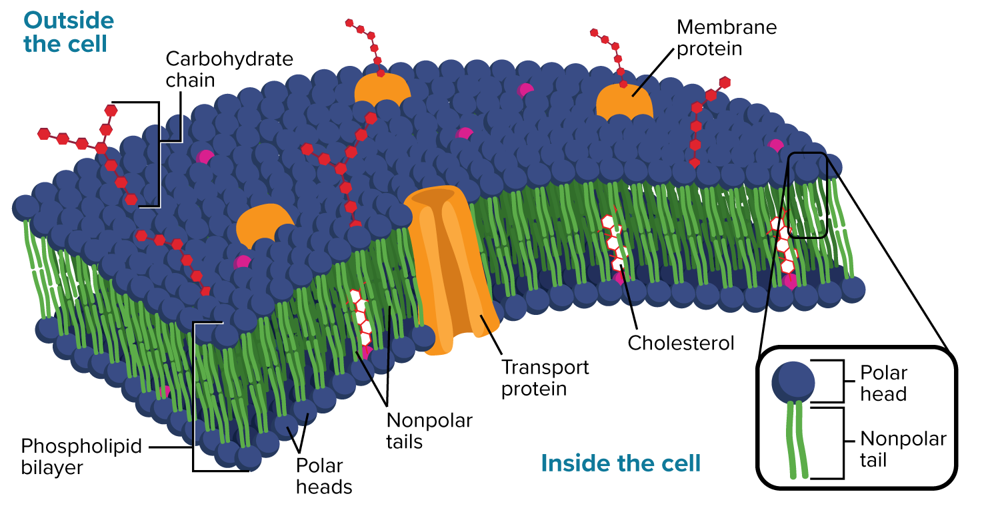 Outside
the cell
Carbohydrate
chain
Membrane
protein
Cholesterol
Transport
protein
Polar
head
Nonpolar
tails
Nonpolar
tail
Phospholipid
bilayer
Inside the cell
Polar
heads